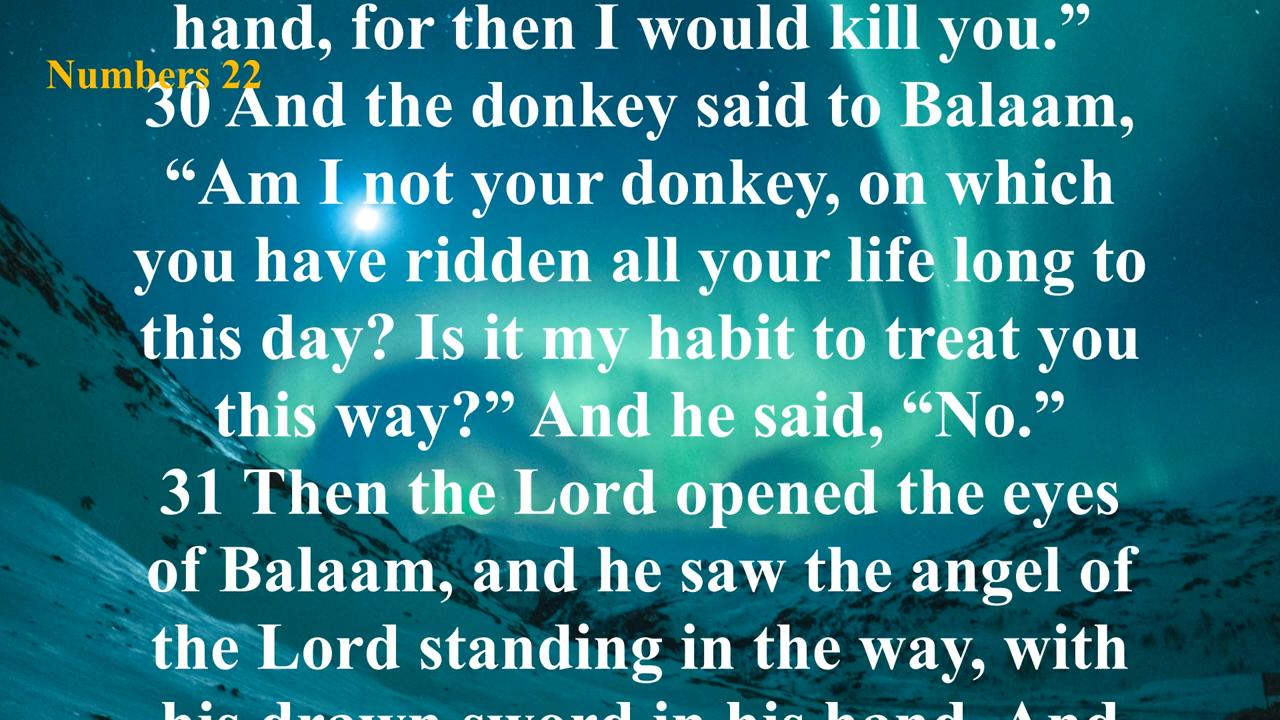 hand, for then I would kill you.”
Numbers 22
30 And the donkey said to Balaam,
“Am I not your donkey, on which
you have ridden all your life long to
this day? Is it my habit to treat you
this way?” And he said, “No.”
31 Then the Lord opened the eyes
of Balaam, and he saw the angel of
the Lord standing in the way, with
his drawn sword in his hand. And